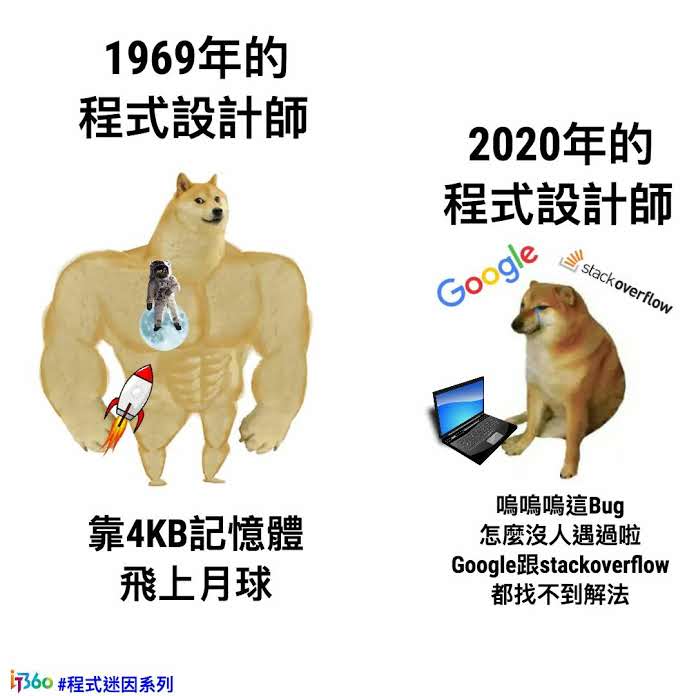 1969年的
程式設計師
靠4KB記憶體
飛上月球
2020年的
程式設計師
Google
stackoverflow
嗚嗚嗚這Bug
怎麼沒人遇過啦
Google跟stackoverflow
都找不到解法
iT360 #程式迷因系列